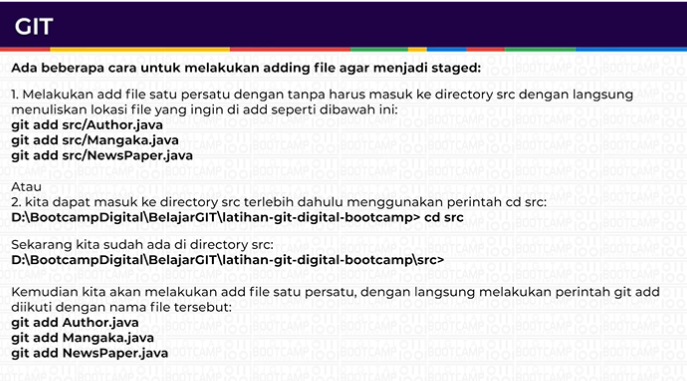 GIT
Ada beberapa cara untuk melakukan adding file agar menjadi staged:
1. Melakukan add file satu persatu dengan tanpa harus masuk ke directory src dengan langsung
menuliskan lokasi file yang ingin di add seperti dibawah ini:
git add src/Author.java
git add src/Mangaka.java
git add src/NewsPaper.java
Atau
2. kita dapat masuk ke directory src terlebih dahulu menggunakan perintah cd src:
D:\BootcampDigital\BelajarGIT\latihan-git-digital-bootcamp> cd src
Sekarang kita sudah ada di directory src:
D:\BootcampDigital\BelajarGIT\latihan-git-digital-bootcamp\src>
Kemudian kita akan melakukan add file satu persatu, dengan langsung melakukan perintah git add
diikuti dengan nama file tersebut:
git add Author.java
git add Mangaka.java
git add NewsPaper.java